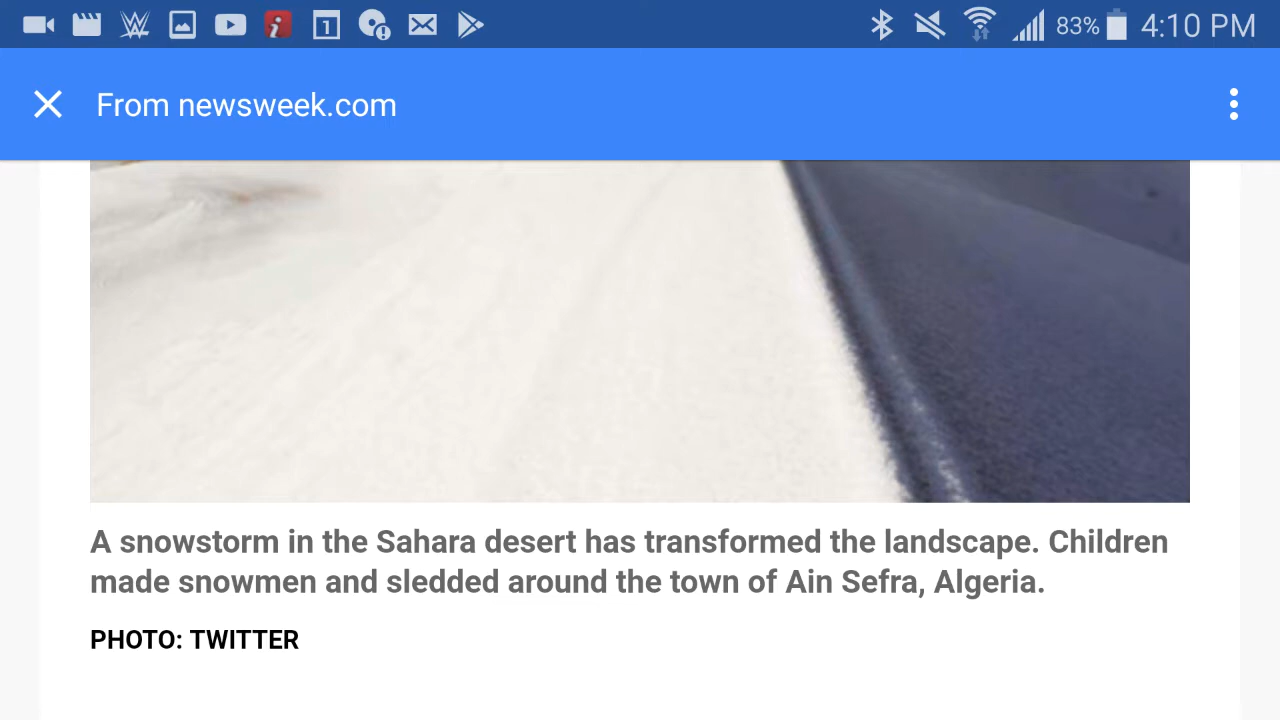 1 83% 4:10 PM
From newsweek.com
A snowstorm in the Sahara desert has transformed the landscape. Children
made snowmen and sledded around the town of Ain Sefra, Algeria.
PHOTO: TWITTER